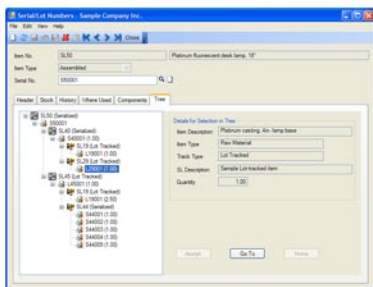 Serial/Lot Numbers - Sample Company Inc.
File Edit View Help
Close
Item No. SL50 Platinum fluorescent desk lamp, 18"
Item Type Assembled
Serial No. S50001
Header Stock History Where Used Components Tree
SL50 (Serialized)
S50001
SL40 (Serialized)
S40001 (1.00)
SL19 (Lot Tracked)
L19001 (1.00)
SL29 (Lot Tracked)
L29001 (1.00)
SL45 (Lot Tracked)
L45001 (1.00)
SL19 (Lot Tracked)
L19001 (2.50)
SL44 (Serialized)
S44001 (1.00)
S44002 (1.00)
S44003 (1.00)
S44004 (1.00)
S44005 (1.00)
Details for Selection in Tree
Item Description Platinum casting, 4in. lamp base
Item Type Raw Material
Track Type Lot Tracked
SL Description Sample Lot-tracked item
Quantity 1.00
Assign Go To Home